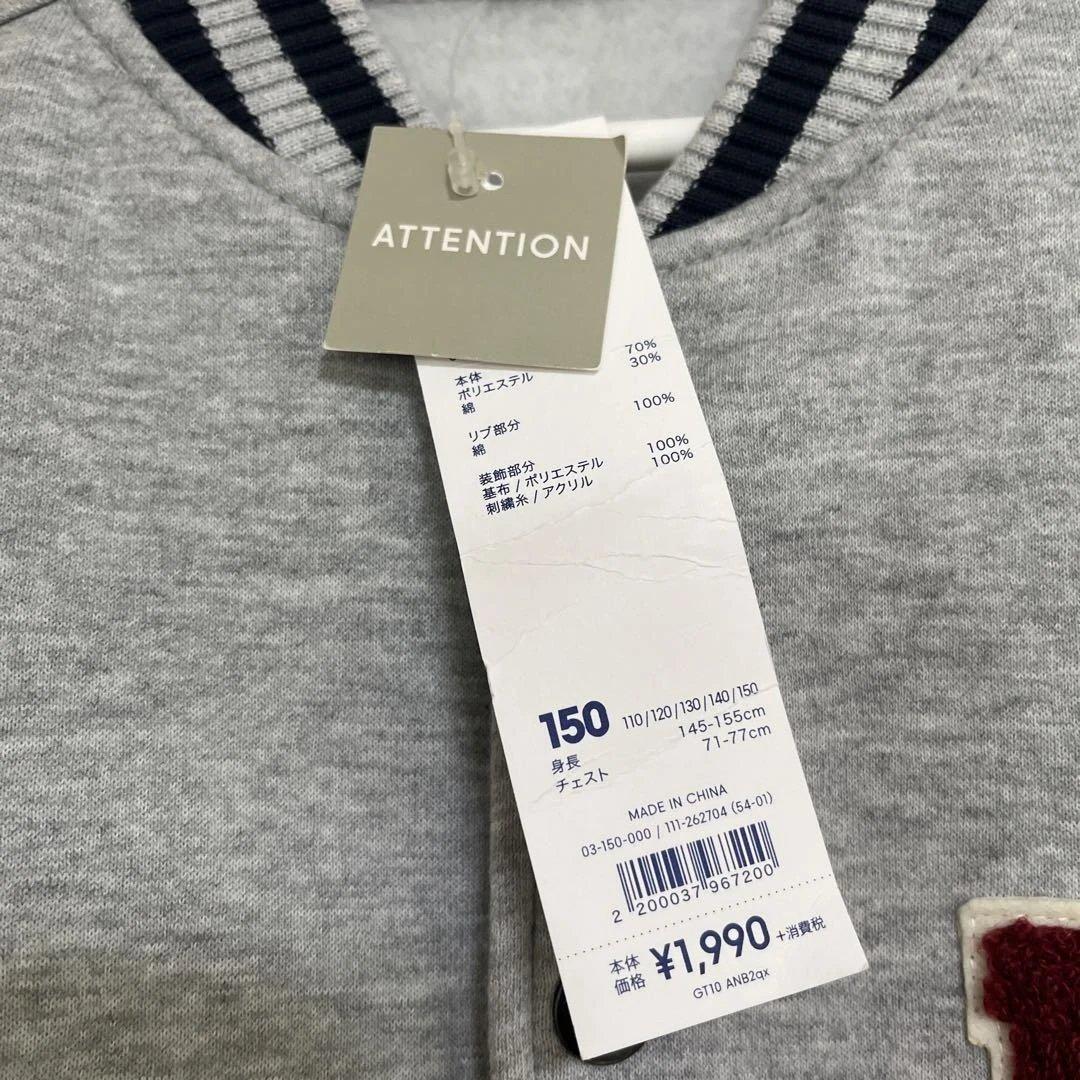 ATTENTION
本体
ポリエステル 70%
綿 30%
リブ部分
綿 100%
装飾部分
基布 / ポリエステル 100%
刺繍糸 / アクリル 100%
150 110/120/130/140/150
身長 145-155cm
チェスト 71-77cm
MADE IN CHINA
03-150-000 / 111-262704 (54-01)
2 200037 967200
本体価格 ¥1,990 +消費税
GT10 ANB2qx